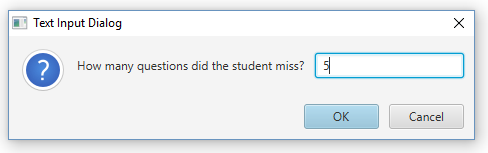 Text Input Dialog
?
How many questions did the student miss? 5
OK Cancel